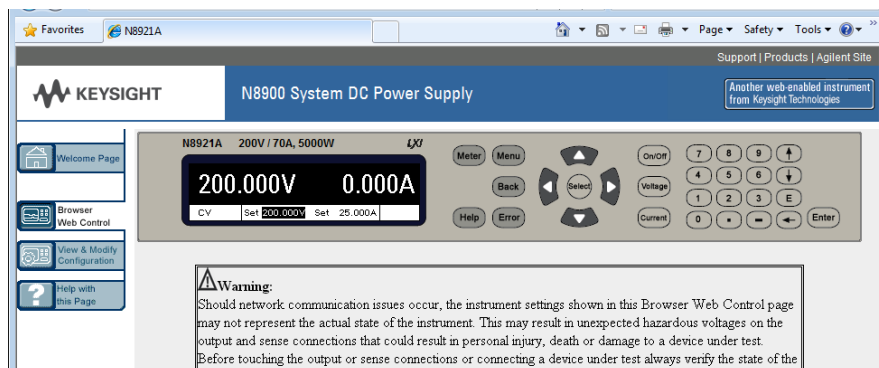 Favorites N8921A Page Safety Tools
Support | Products | Agilent Site
KEYSIGHT N8900 System DC Power Supply
Another web-enabled instrument
from Keysight Technologies
Welcome Page
Browser
Web Control
View & Modify
Configuration
Help with
this Page
N8921A 200V / 70A, 5000W LXI
200.000V 0.000A
CV Set 200.000V Set 25.000A
Meter Menu
Back
Help Error
Select
On/Off
Voltage
Current
7 8 9
4 5 6
1 2 3 E
0 . - Enter
Warning:
Should network communication issues occur, the instrument settings shown in this Browser Web Control page
may not represent the actual state of the instrument. This may result in unexpected hazardous voltages on the
output and sense connections that could result in personal injury, death or damage to a device under test.
Before touching the output or sense connections or connecting a device under test always verify the state of the